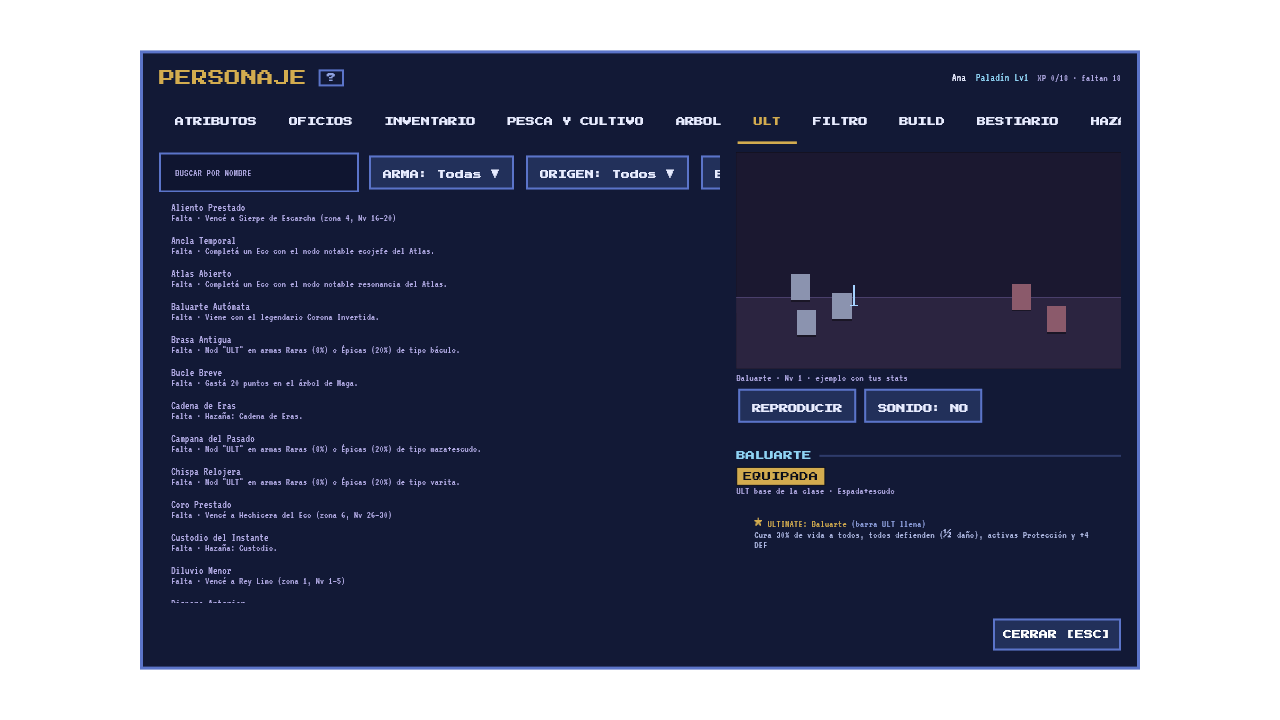 PERSONAJE ?
Ana Paladín Lv1 XP 0/18 · faltan 18
ATRIBUTOS OFICIOS INVENTARIO PESCA Y CULTIVO ARBOL ULT FILTRO BUILD BESTIARIO HAZA
BUSCAR POR NOMBRE
ARMA: Todas ▼
ORIGEN: Todos ▼
Aliento Prestado
Falta · Vencé a Sierpe de Escarcha (zona 4, Nv 16-20)
Ancla Temporal
Falta · Completá un Eco con el nodo notable ecojefe del Atlas.
Atlas Abierto
Falta · Completá un Eco con el nodo notable resonancia del Atlas.
Baluarte Autómata
Falta · Viene con el legendario Corona Invertida.
Brasa Antigua
Falta · Mod "ULT" en armas Raras (8%) o Épicas (20%) de tipo báculo.
Bucle Breve
Falta · Gastá 20 puntos en el árbol de Maga.
Cadena de Eras
Falta · Hazaña: Cadena de Eras.
Campana del Pasado
Falta · Mod "ULT" en armas Raras (8%) o Épicas (20%) de tipo maza+escudo.
Chispa Relojera
Falta · Mod "ULT" en armas Raras (8%) o Épicas (20%) de tipo varita.
Coro Prestado
Falta · Vencé a Hechicera del Eco (zona 6, Nv 26-30)
Custodio del Instante
Falta · Hazaña: Custodio.
Diluvio Menor
Falta · Vencé a Rey Limo (zona 1, Nv 1-5)
Baluarte · Nv 1 · ejemplo con tus stats
REPRODUCIR
SONIDO: NO
BALUARTE
EQUIPADA
ULT base de la clase · Espada+escudo
★ ULTIMATE: Baluarte (barra ULT llena)
Cura 30% de vida a todos, todos defienden (½ daño), activas Protección y +4
DEF
CERRAR [ESC]